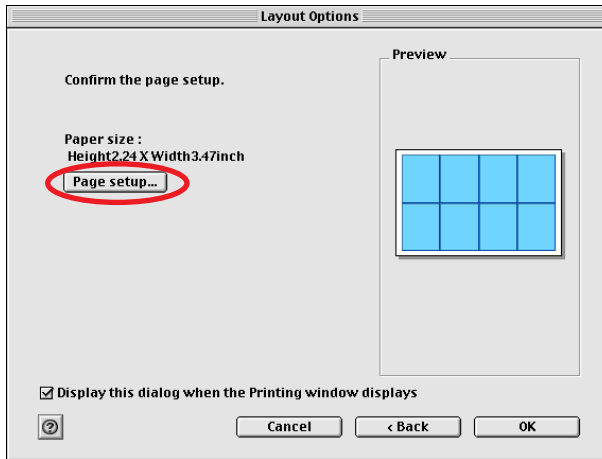 Layout Options
Preview
Confirm the page setup.
Paper size :
Height2.24 X Width3.47inch
Page setup...
Display this dialog when the Printing window displays
? Cancel < Back OK